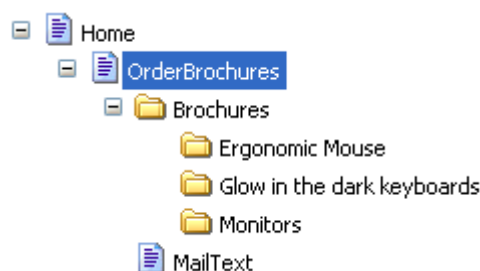 Home
OrderBrochures
Brochures
Ergonomic Mouse
Glow in the dark keyboards
Monitors
MailText